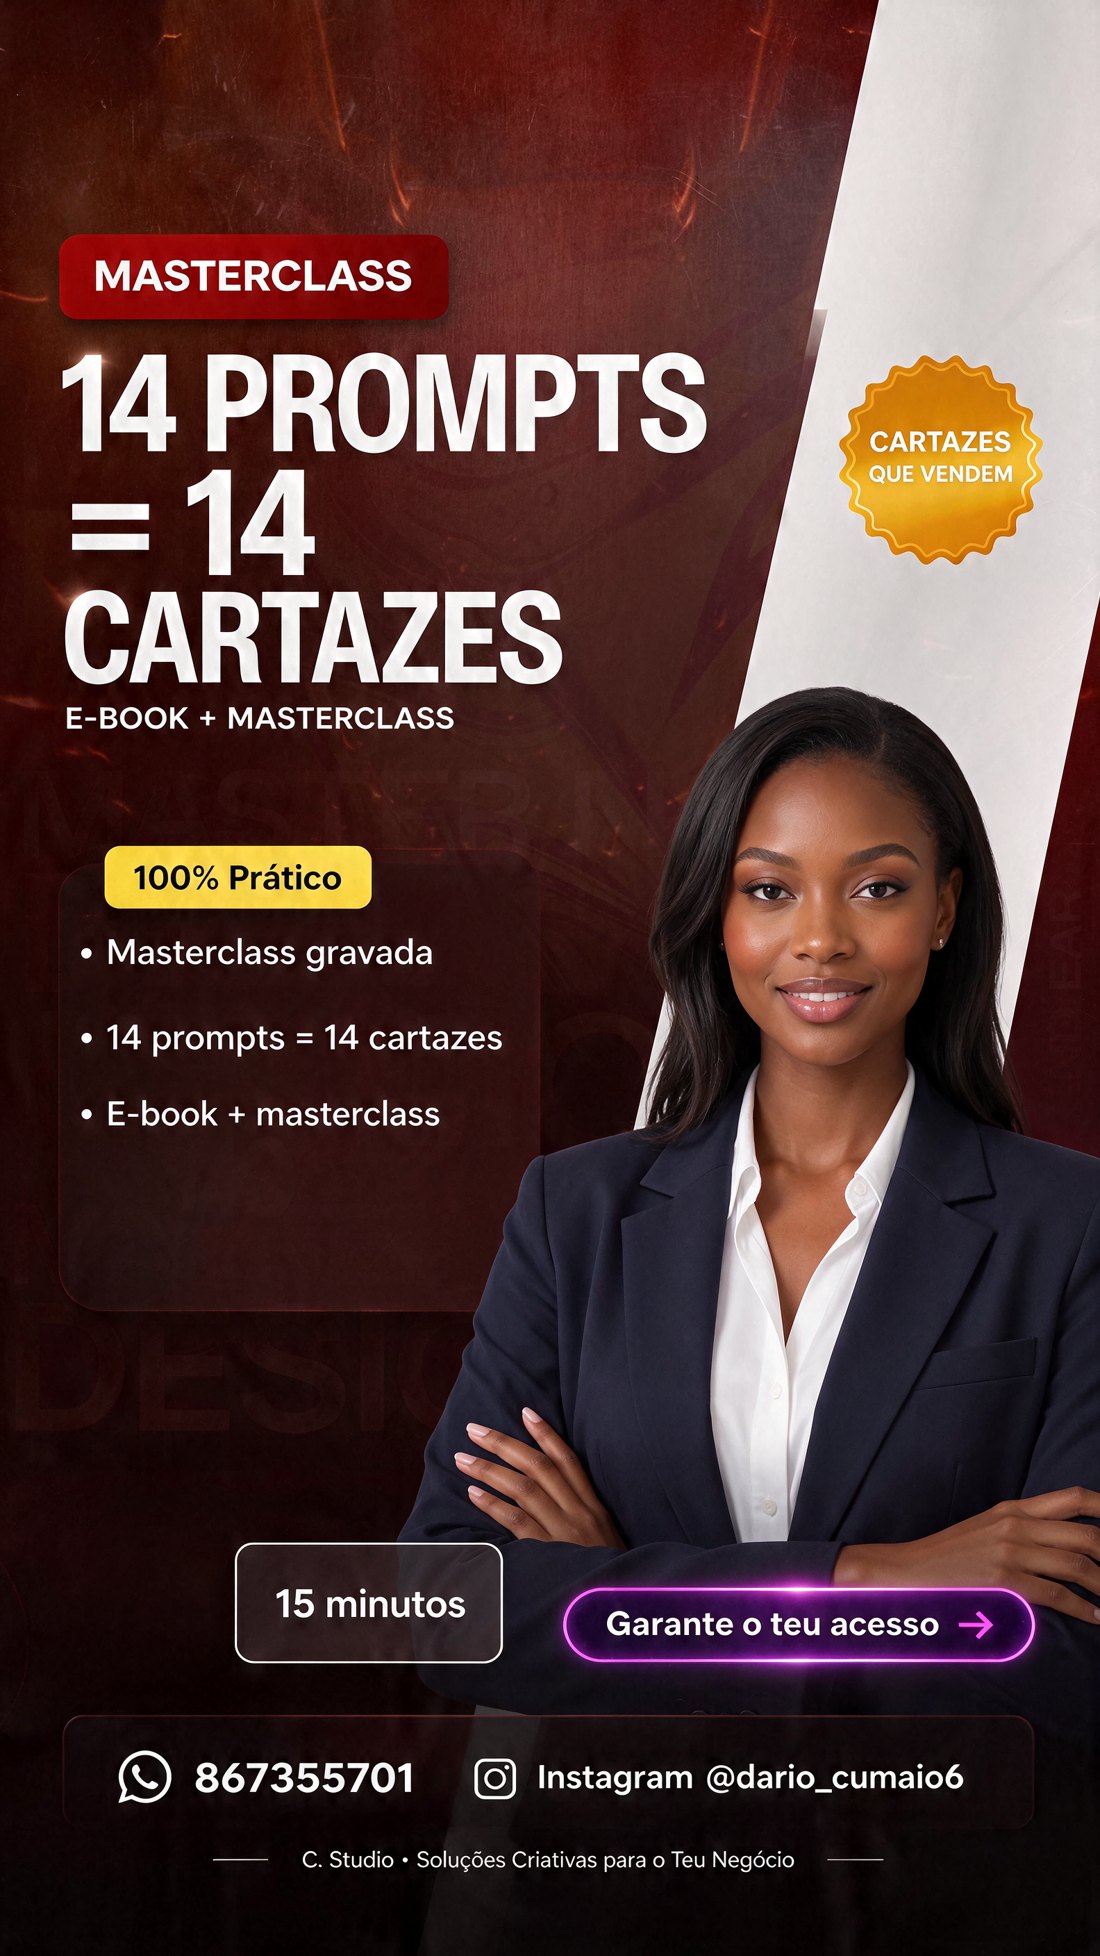 MASTERCLASS
14 PROMPTS
= 14
CARTAZES
E-BOOK + MASTERCLASS
CARTAZES
QUE VENDEM
100% Prático
• Masterclass gravada
• 14 prompts = 14 cartazes
• E-book + masterclass
DESIG
15 minutos
Garante o teu acesso →
867355701
Instagram @dario_cumaio6
C. Studio • Soluções Criativas para o Teu Negócio